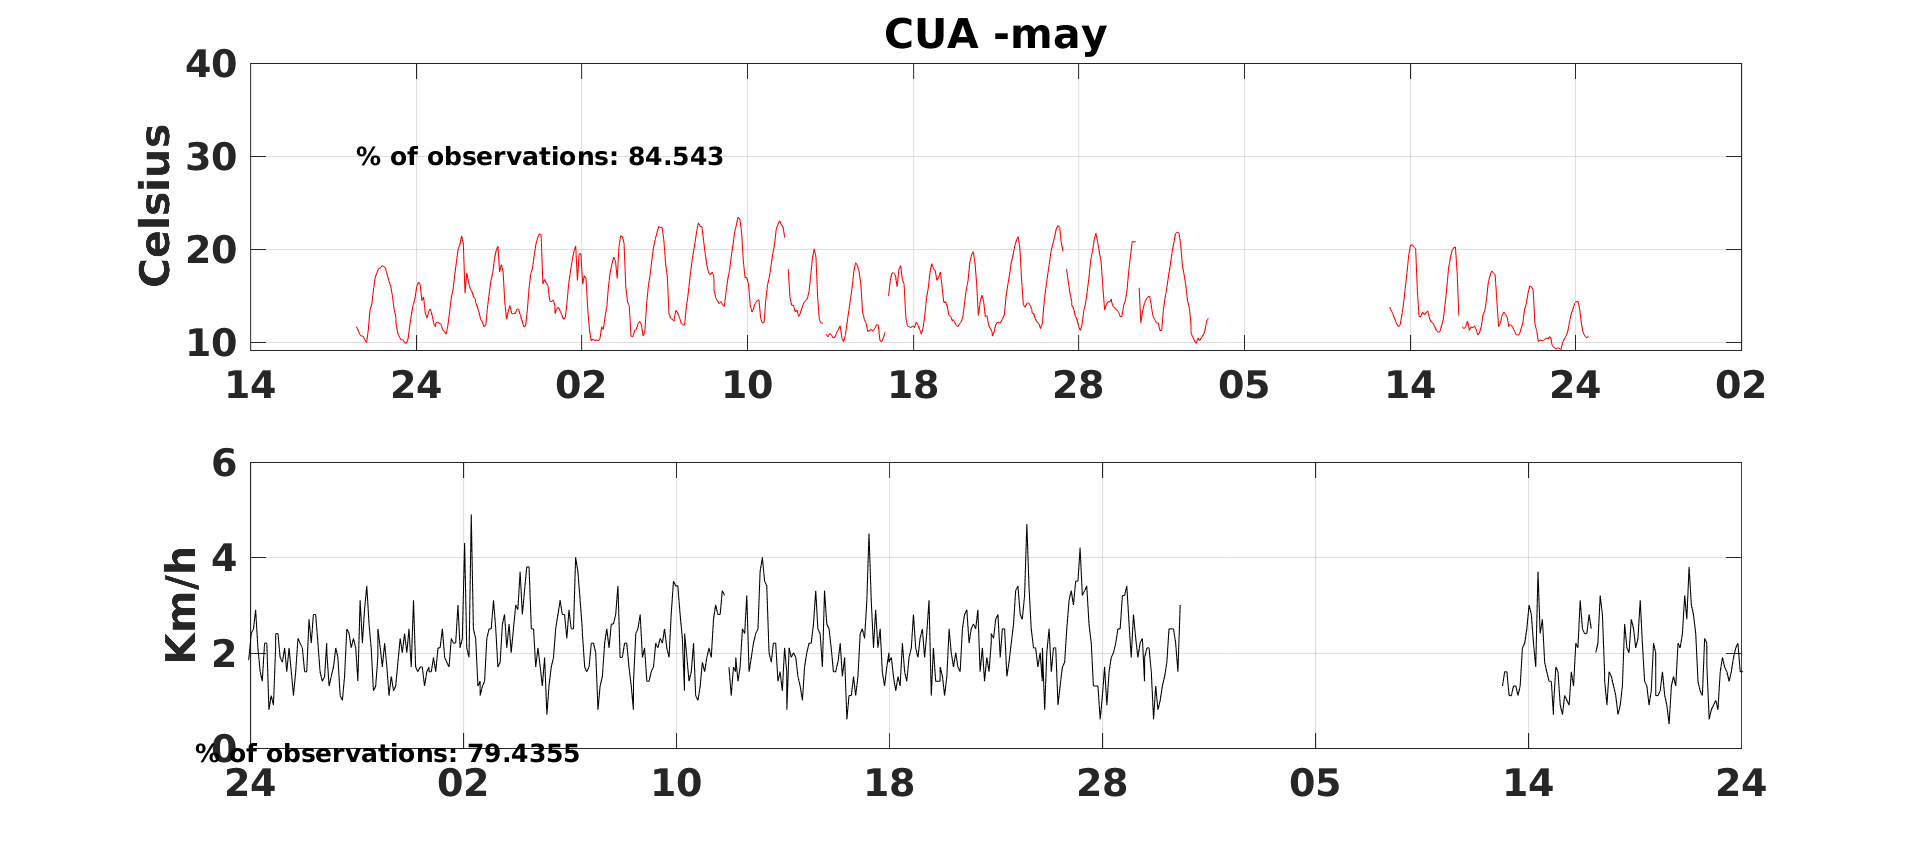 CUA -may
40
30
20
10
Celsius
% of observations: 84.543
14 24 02 10 18 28 05 14 24 02
6
4
2
0
Km/h
% of observations: 79.4355
24 02 10 18 28 05 14 24